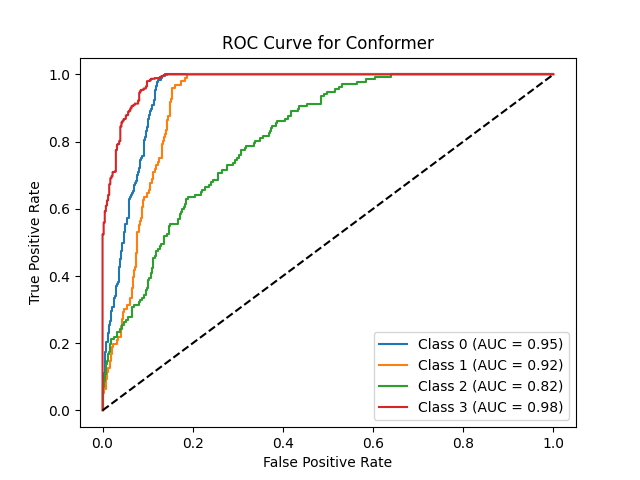 ROC Curve for Conformer
True Positive Rate
1.0
0.8
0.6
0.4
0.2
0.0
Class 0 (AUC = 0.95)
Class 1 (AUC = 0.92)
Class 2 (AUC = 0.82)
Class 3 (AUC = 0.98)
0.0 0.2 0.4 0.6 0.8 1.0
False Positive Rate